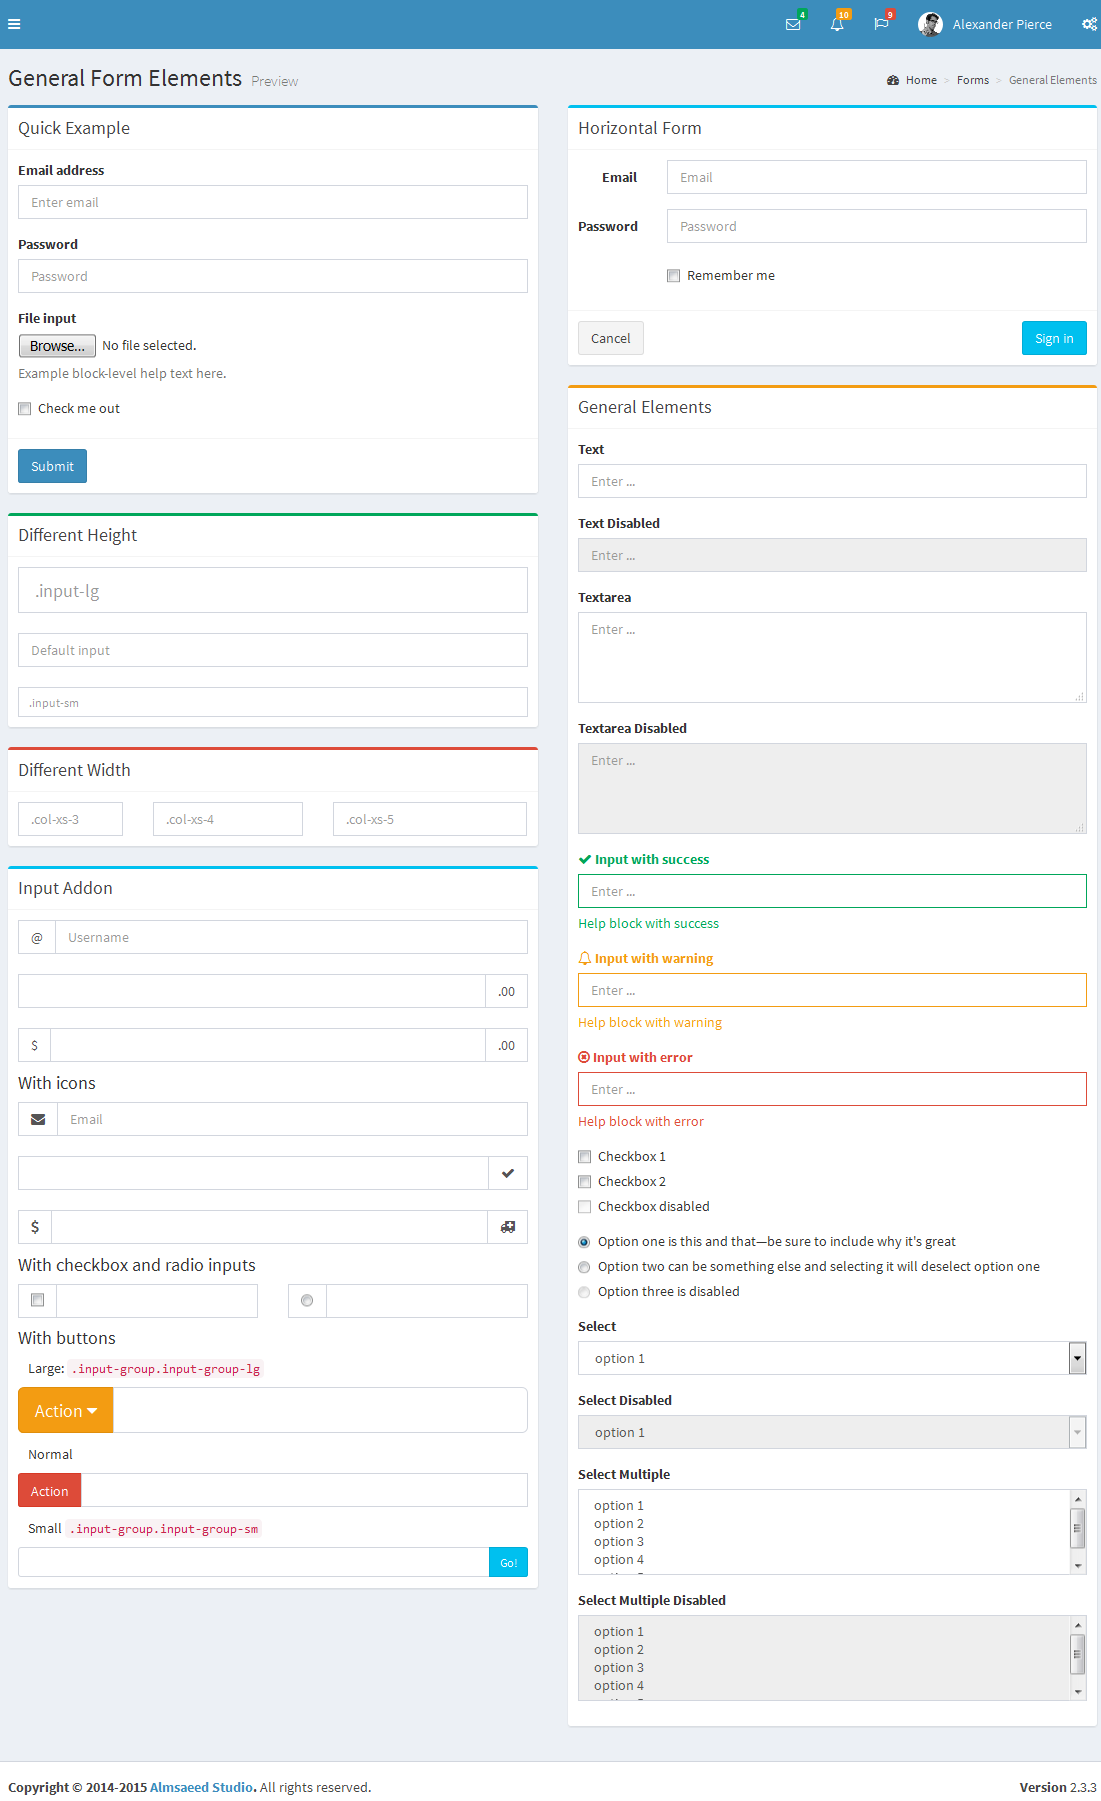 4
10
9
Alexander Pierce
General Form Elements Preview
Home > Forms > General Elements
Quick Example
Email address
Enter email
Password
Password
File input
Browse... No file selected.
Example block-level help text here.
Check me out
Submit
Different Height
.input-lg
Default input
.input-sm
Different Width
.col-xs-3
.col-xs-4
.col-xs-5
Input Addon
@ Username
.00
$ .00
With icons
Email
$
With checkbox and radio inputs
With buttons
Large: .input-group.input-group-lg
Action
Normal
Action
Small .input-group.input-group-sm
Go!
Horizontal Form
Email Email
Password Password
Remember me
Cancel
Sign in
General Elements
Text
Enter ...
Text Disabled
Enter ...
Textarea
Enter ...
Textarea Disabled
Enter ...
Input with success
Enter ...
Help block with success
Input with warning
Enter ...
Help block with warning
Input with error
Enter ...
Help block with error
Checkbox 1
Checkbox 2
Checkbox disabled
Option one is this and that—be sure to include why it's great
Option two can be something else and selecting it will deselect option one
Option three is disabled
Select
option 1
Select Disabled
option 1
Select Multiple
option 1
option 2
option 3
option 4
Select Multiple Disabled
option 1
option 2
option 3
option 4
Copyright © 2014-2015 Almsaeed Studio. All rights reserved.
Version 2.3.3